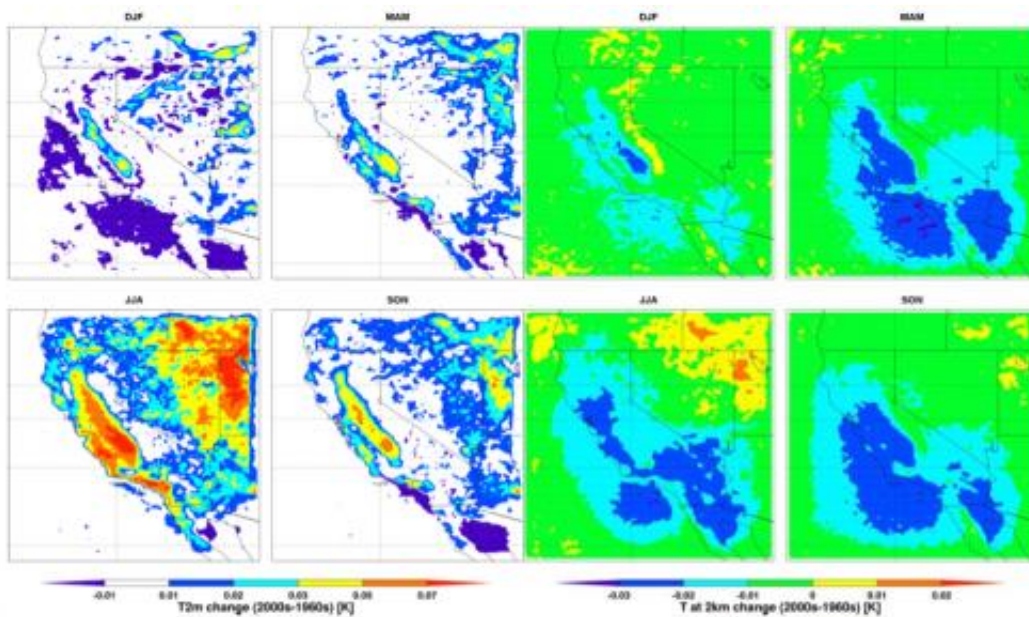 DJF MAM DJF MAM
JJA SON JJA SON
-0.01 0.01 0.02 0.03 0.05 0.07 -0.03 -0.02 -0.01 0 0.01 0.02
T2m change (2000s-1960s) [K] T at 2km change (2000s-1960s) [K]